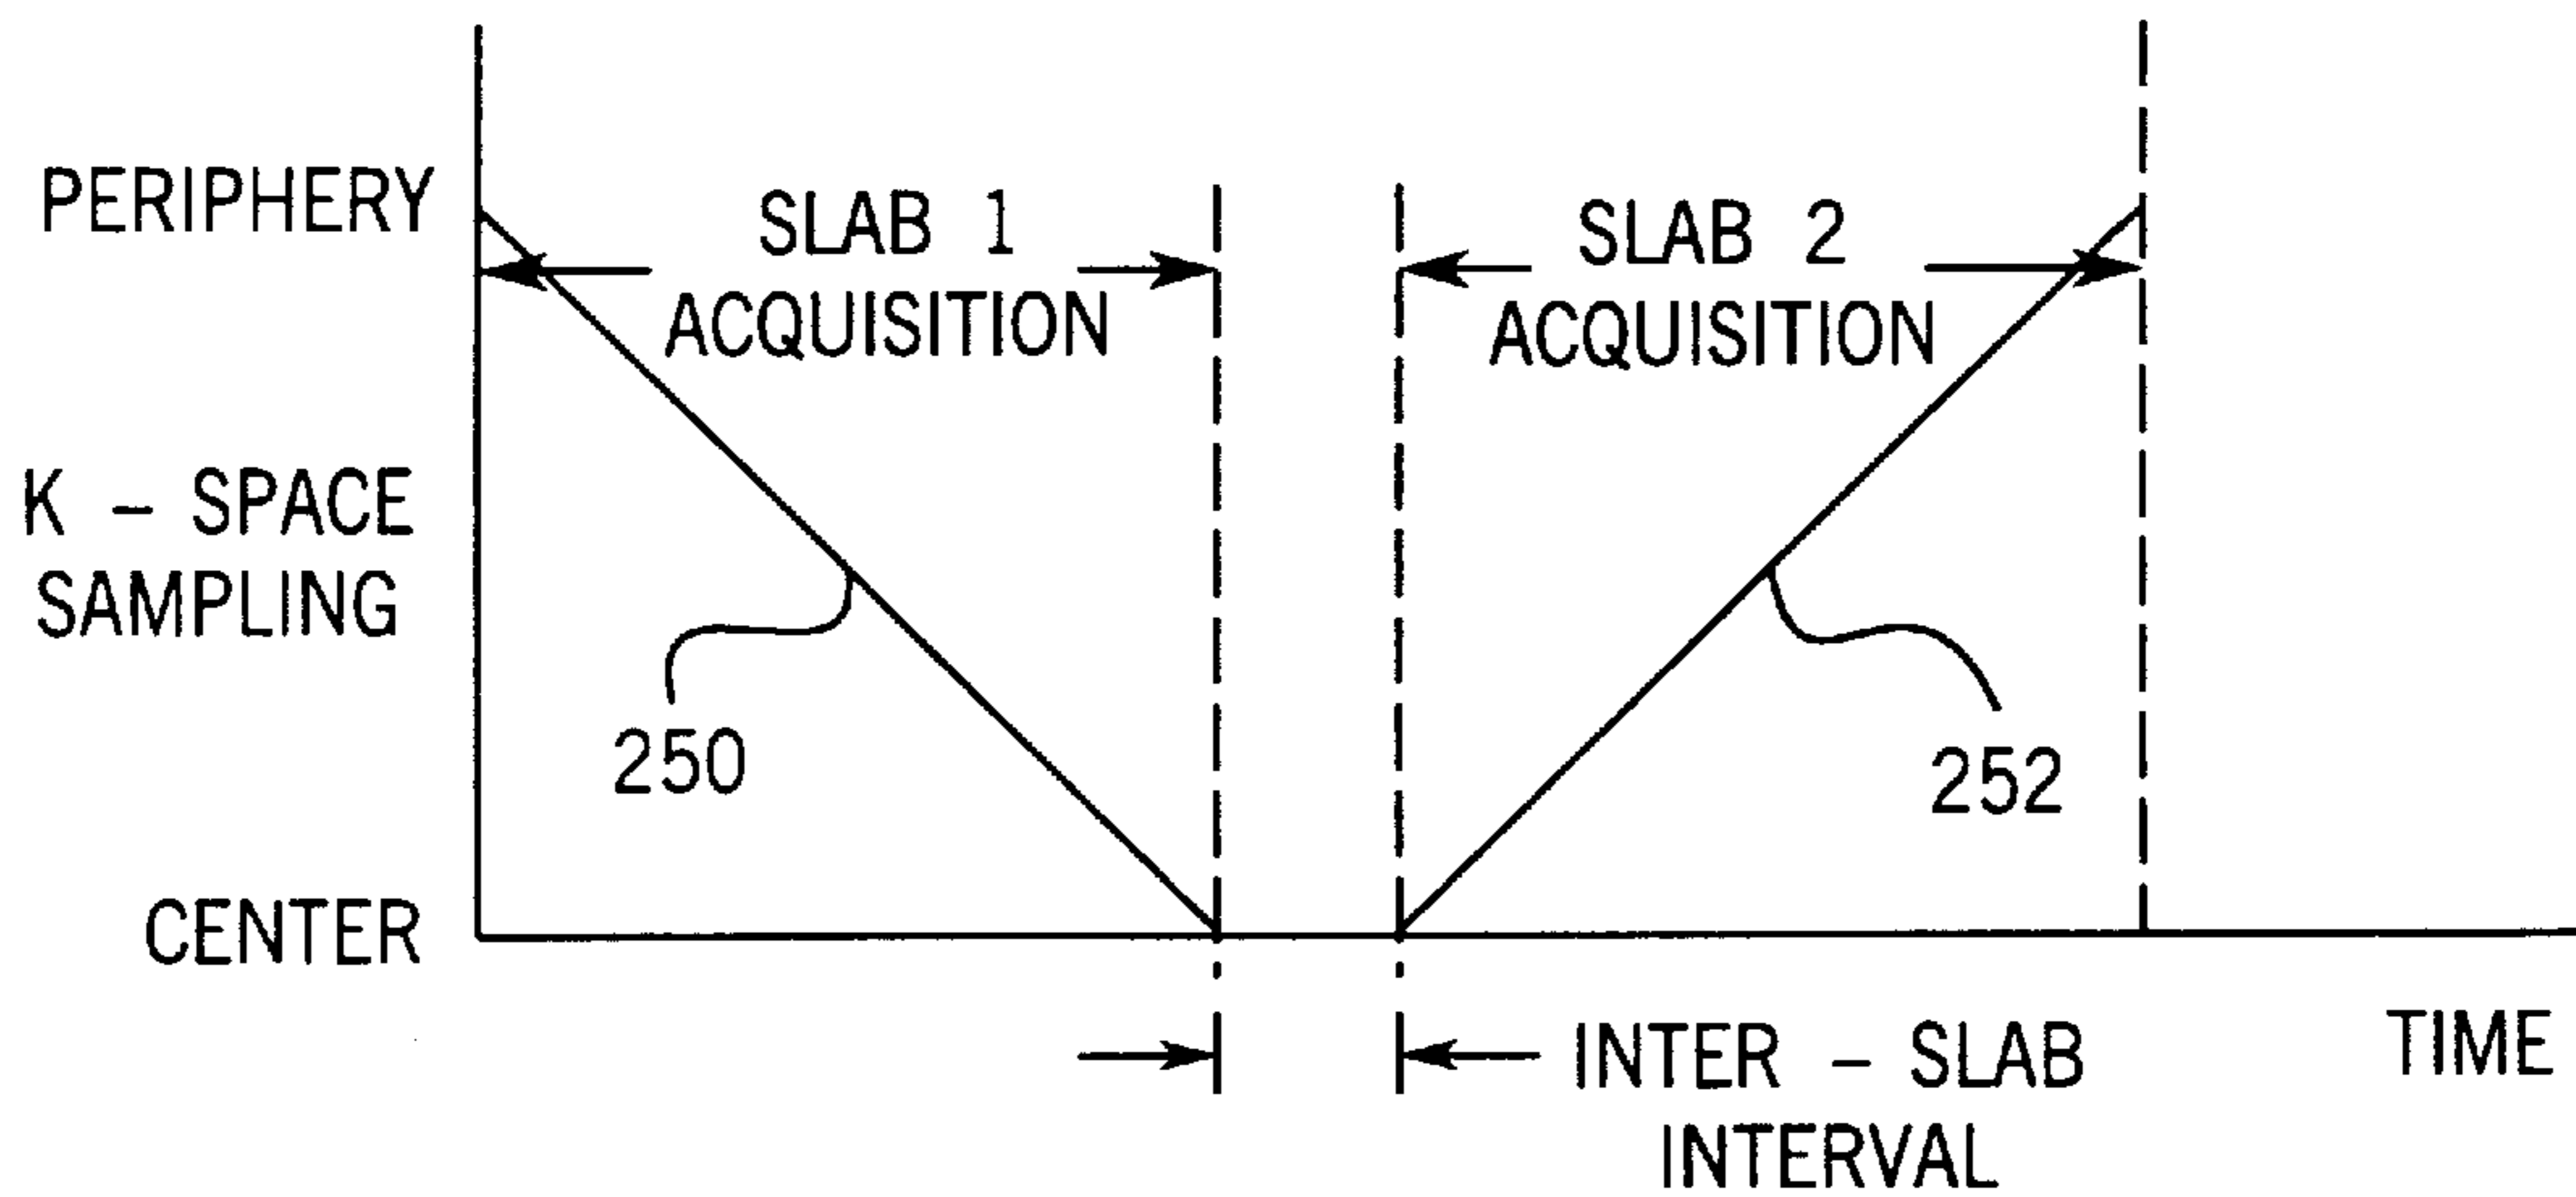 PERIPHERY
SLAB 1
ACQUISITION
SLAB 2
ACQUISITION
K – SPACE
SAMPLING
250
252
CENTER
INTER – SLAB
INTERVAL
TIME